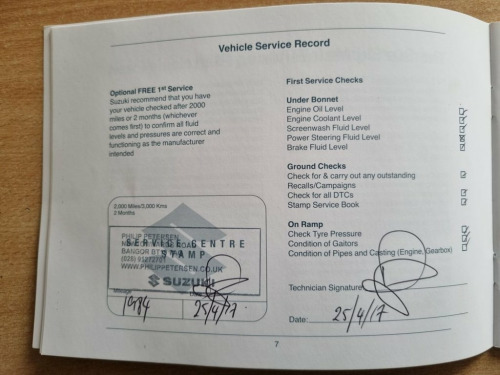 Vehicle Service Record
Optional FREE 1st Service
Suzuki recommend that you have
your vehicle checked after 2000
miles or 2 months (whichever
comes first) to confirm all fluid
levels and pressures are correct and
functioning as the manufacturer
intended
First Service Checks
Under Bonnet
Engine Oil Level
Engine Coolant Level
Screenwash Fluid Level
Power Steering Fluid Level
Brake Fluid Level
Ground Checks
Check for & carry out any outstanding
Recalls/Campaigns
Check for all DTCs
Stamp Service Book
On Ramp
Check Tyre Pressure
Condition of Gaitors
Condition of Pipes and Casting (Engine, Gearbox)
Technician Signature
Date: 25/4/17
2,000 Miles/3,000 Kms
2 Months
PHILIP PETERSEN
SERVICE CENTRE
STAMP
BANGOR
(028)
WWW.PHILIPPETERSEN.CO.UK
SUZUKI
Mileage
1984
25/4/17
7